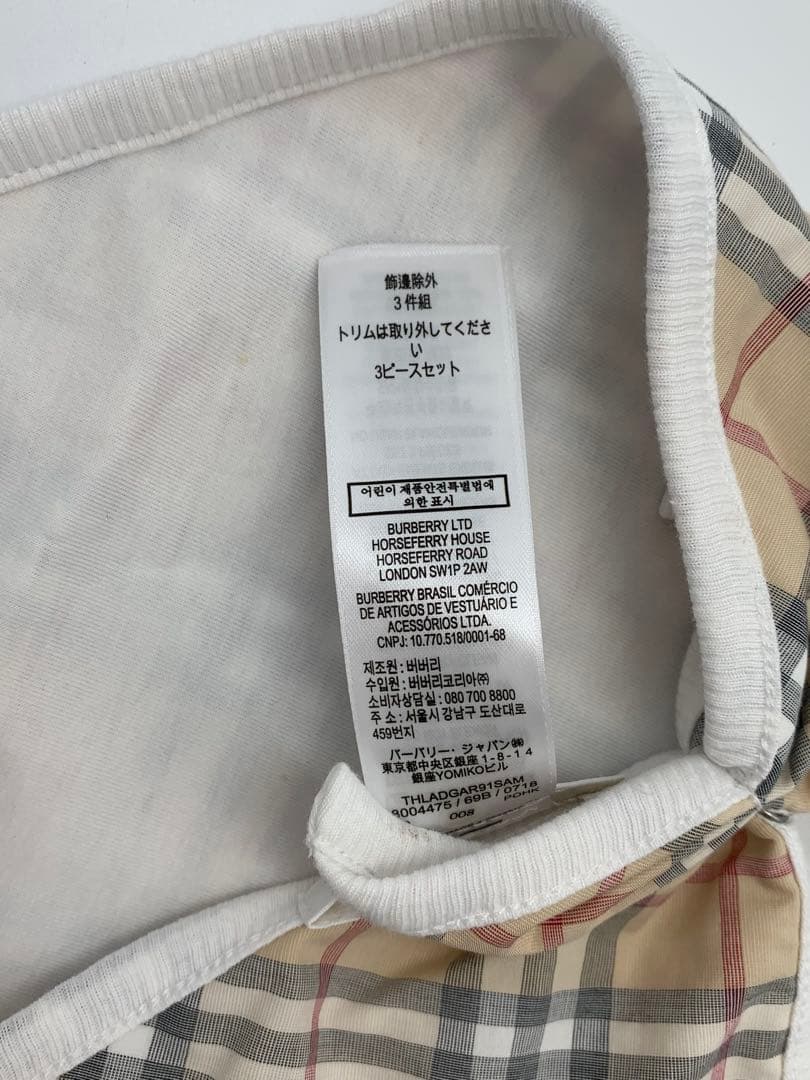 飾邊除外
3 件組
トリムは取り外してくださ
い
3ピースセット
어린이 제품안전특별법에
의한 표시
BURBERRY LTD
HORSEFERRY HOUSE
HORSEFERRY ROAD
LONDON SW1P 2AW
BURBERRY BRASIL COMÉRCIO
DE ARTIGOS DE VESTUÁRIO E
ACESSÓRIOS LTDA.
CNPJ: 10.770.518/0001-68
제조원 : 버버리
수입원 : 버버리코리아㈜
소비자상담실 : 080 700 8800
주 소 : 서울시 강남구 도산대로
459번지
バーバリー・ジャパン㈱
東京都中央区銀座1-8-14
銀座YOMIKOビル
THLADGAR91SAM
8004475 / 69B / 0718
008 POHK